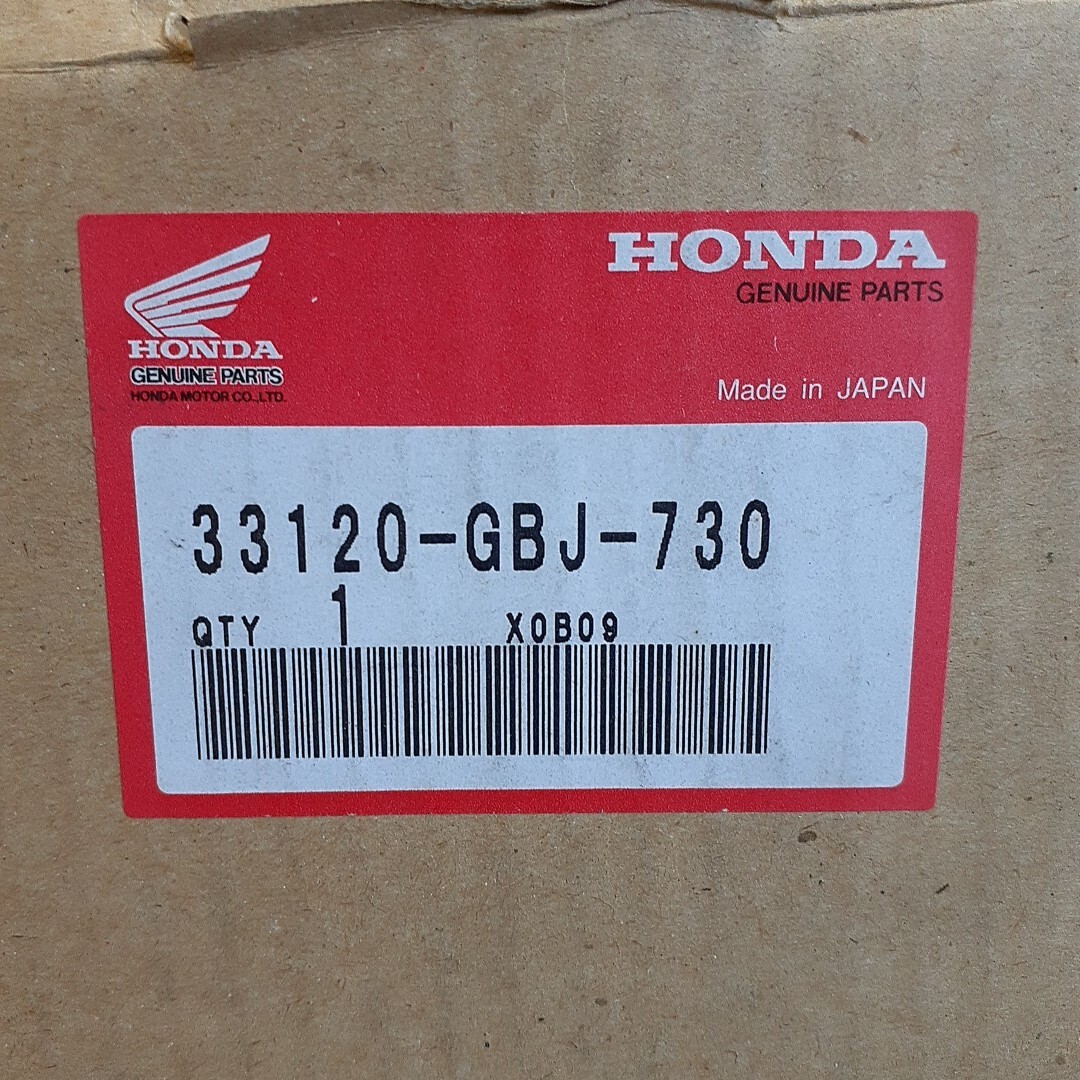 HONDA
GENUINE PARTS
HONDA MOTOR CO.,LTD.
HONDA
GENUINE PARTS
Made in JAPAN
33120-GBJ-730
QTY 1 X0B09